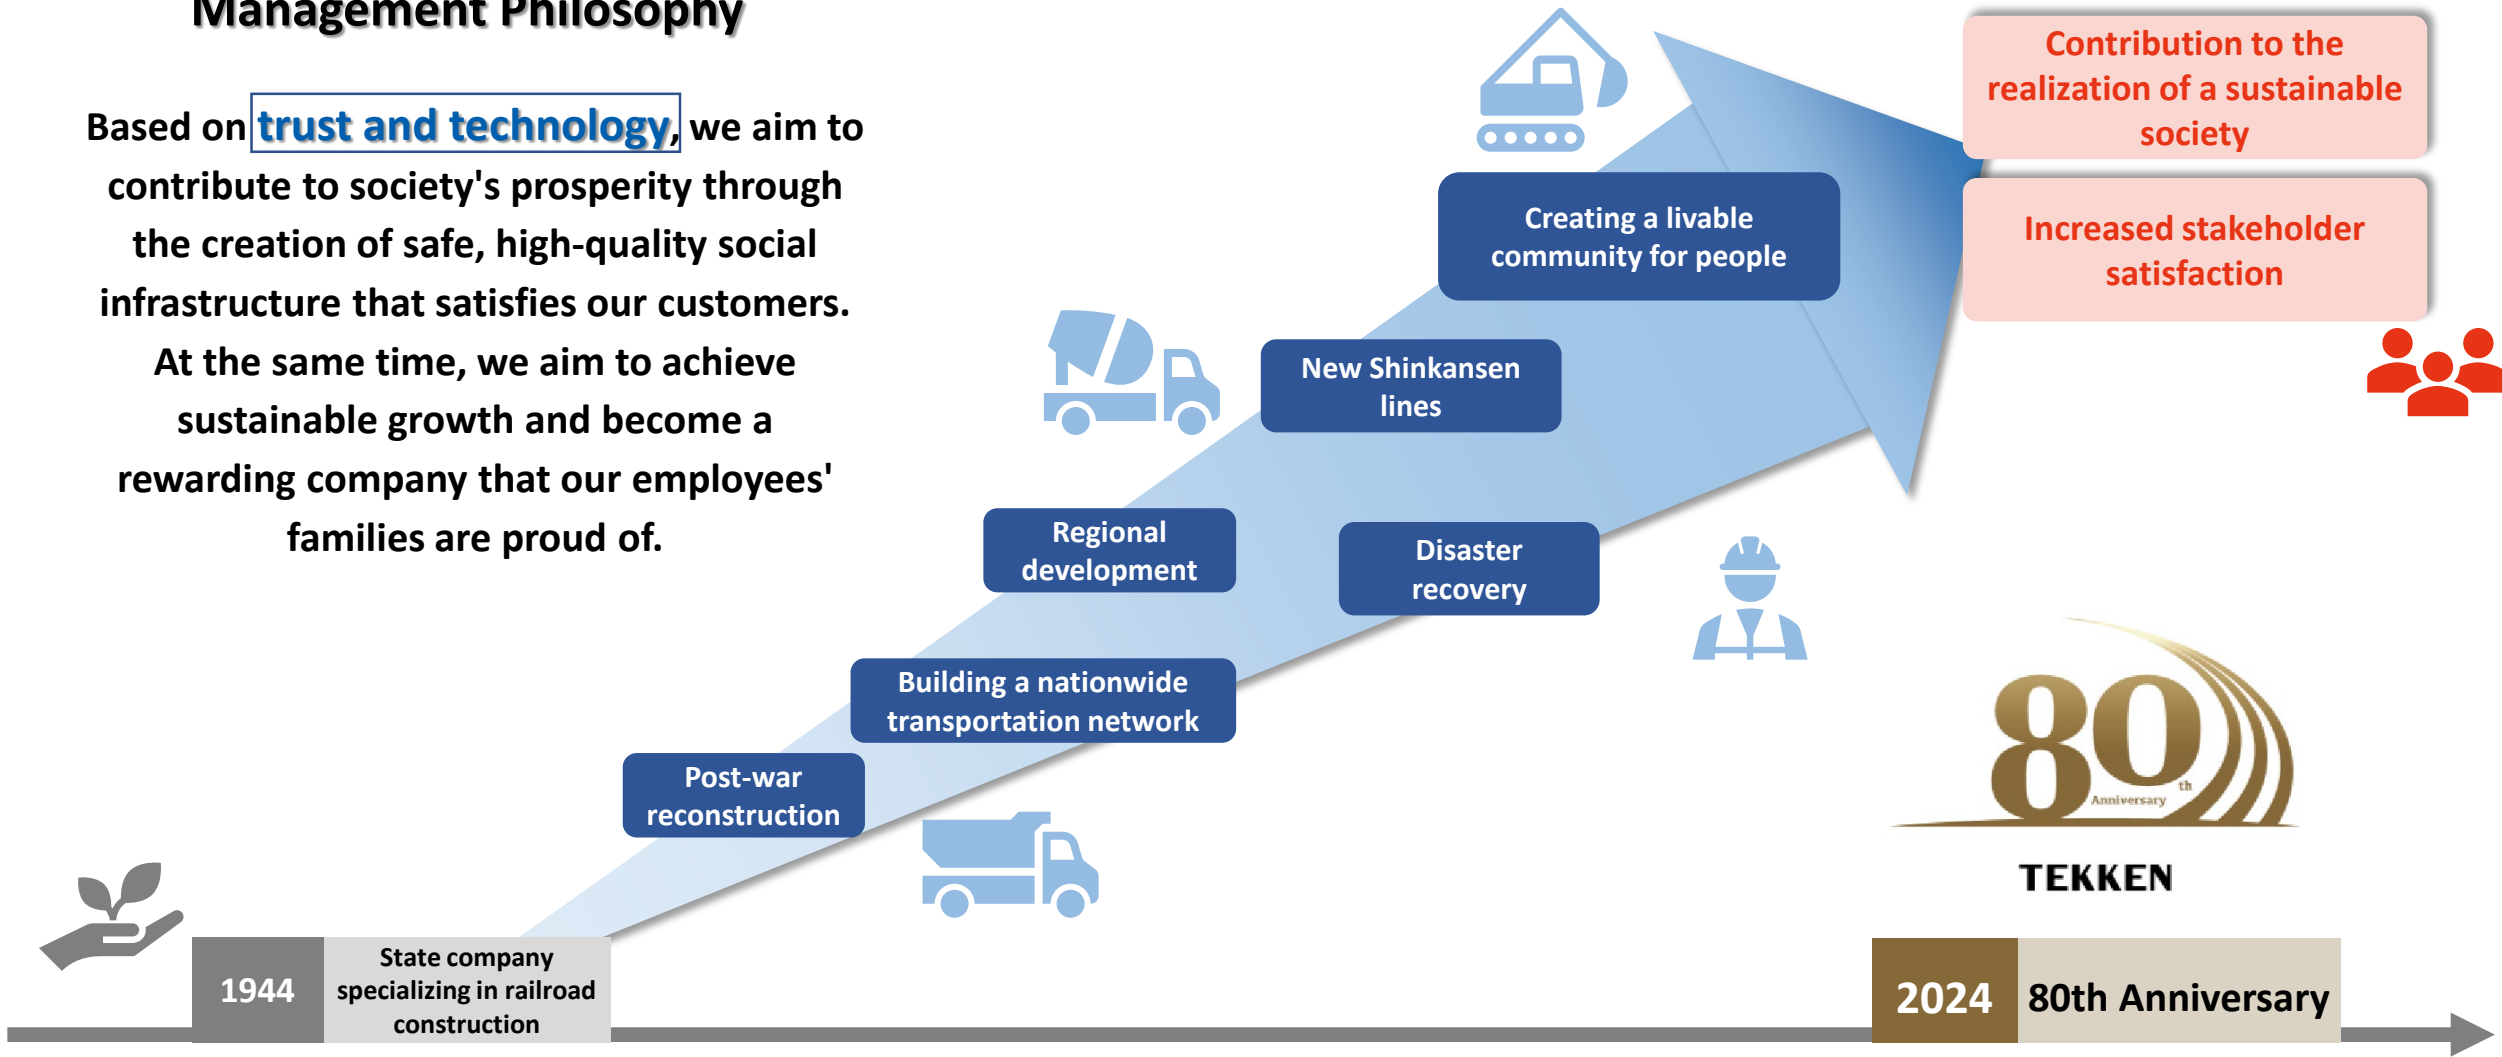 Management Philosophy
Based on trust and technology, we aim to
contribute to society's prosperity through
the creation of safe, high-quality social
infrastructure that satisfies our customers.
At the same time, we aim to achieve
sustainable growth and become a
rewarding company that our employees'
families are proud of.
Contribution to the
realization of a sustainable
society
Increased stakeholder
satisfaction
Creating a livable
community for people
New Shinkansen
lines
Regional
development
Disaster
recovery
Building a nationwide
transportation network
Post-war
reconstruction
80th
Anniversary
TEKKEN
1944
State company
specializing in railroad
construction
2024
80th Anniversary